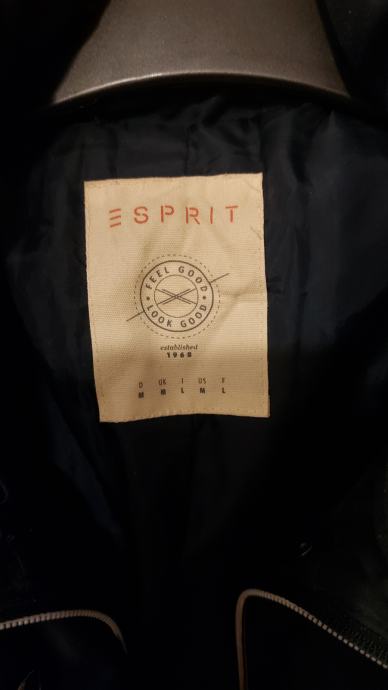 ESPRIT
FEEL GOOD
LOOK GOOD
established
1968
D UK I US F
M M L M L